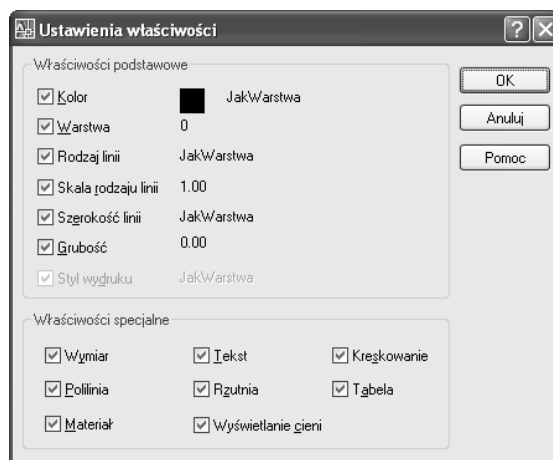 Ustawienia właściwości
Właściwości podstawowe
OK
Kolor JakWarstwa
Anuluj
Warstwa 0
Rodzaj linii JakWarstwa
Pomoc
Skala rodzaju linii 1.00
Szerokość linii JakWarstwa
Grubość 0.00
Styl wydruku JakWarstwa
Właściwości specjalne
Wymiar Tekst Kreskowanie
Polilinia Rzutnia Tabela
Materiał Wyświetlanie cieni